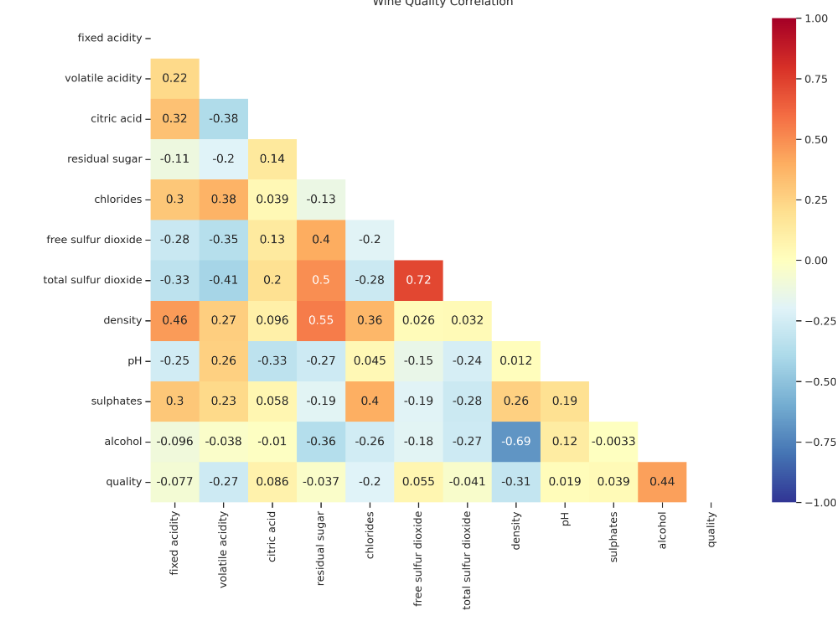 Wine Quality Correlation
fixed acidity
volatile acidity 0.22
citric acid 0.32 -0.38
residual sugar -0.11 -0.2 0.14
chlorides 0.3 0.38 0.039 -0.13
free sulfur dioxide -0.28 -0.35 0.13 0.4 -0.2
total sulfur dioxide -0.33 -0.41 0.2 0.5 -0.28 0.72
density 0.46 0.27 0.096 0.55 0.36 0.026 0.032
pH -0.25 0.26 -0.33 -0.27 0.045 -0.15 -0.24 0.012
sulphates 0.3 0.23 0.058 -0.19 0.4 -0.19 -0.28 0.26 0.19
alcohol -0.096 -0.038 -0.01 -0.36 -0.26 -0.18 -0.27 -0.69 0.12 -0.0033
quality -0.077 -0.27 0.086 -0.037 -0.2 0.055 -0.041 -0.31 0.019 0.039 0.44
fixed acidity
volatile acidity
citric acid
residual sugar
chlorides
free sulfur dioxide
total sulfur dioxide
density
pH
sulphates
alcohol
quality
1.00
0.75
0.50
0.25
0.00
−0.25
−0.50
−0.75
−1.00